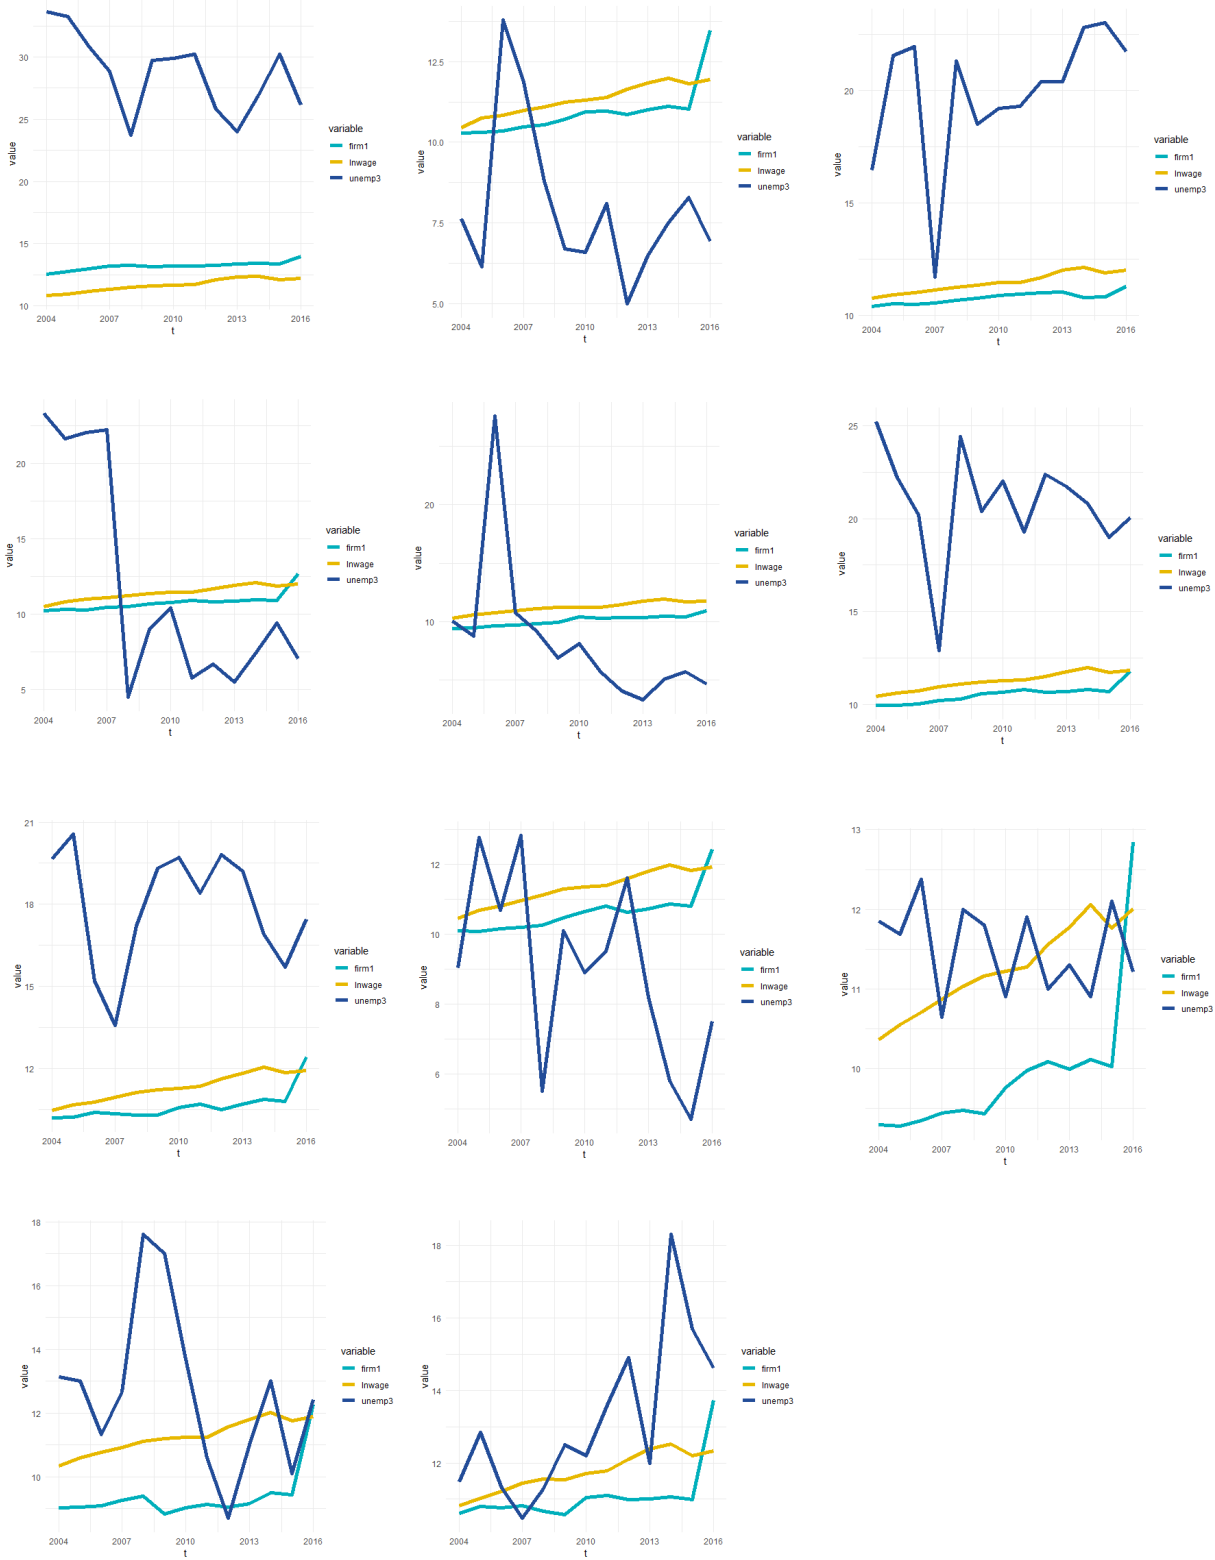 value
30
25
20
15
10
2004 2007 2010 2013 2016
t
variable
firm1
lnwage
unemp3
value
12.5
10.0
7.5
5.0
2004 2007 2010 2013 2016
t
variable
firm1
lnwage
unemp3
value
20
15
10
2004 2007 2010 2013 2016
t
variable
firm1
lnwage
unemp3
value
20
15
10
5
2004 2007 2010 2013 2016
t
variable
firm1
lnwage
unemp3
value
20
10
2004 2007 2010 2013 2016
t
variable
firm1
lnwage
unemp3
value
25
20
15
10
2004 2007 2010 2013 2016
t
variable
firm1
lnwage
unemp3
value
21
18
15
12
2004 2007 2010 2013 2016
t
variable
firm1
lnwage
unemp3
value
12
10
8
6
2004 2007 2010 2013 2016
t
variable
firm1
lnwage
unemp3
value
13
12
11
10
2004 2007 2010 2013 2016
t
variable
firm1
lnwage
unemp3
value
18
16
14
12
10
2004 2007 2010 2013 2016
t
variable
firm1
lnwage
unemp3
value
18
16
14
12
2004 2007 2010 2013 2016
t
variable
firm1
lnwage
unemp3